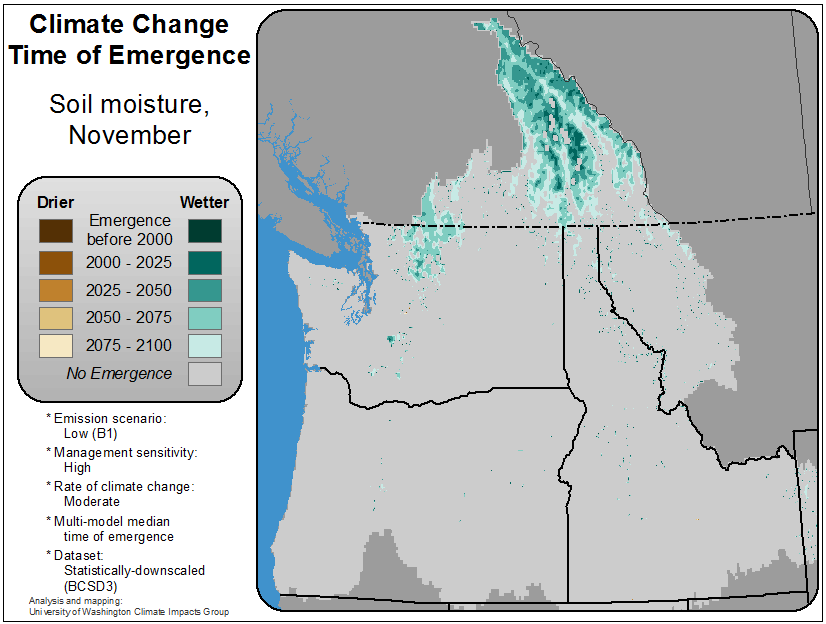 Climate Change
Time of Emergence
Soil moisture,
November
Drier
Wetter
Emergence
before 2000
2000 - 2025
2025 - 2050
2050 - 2075
2075 - 2100
No Emergence
* Emission scenario:
Low (B1)
* Management sensitivity:
High
* Rate of climate change:
Moderate
* Multi-model median
time of emergence
* Dataset:
Statistically-downscaled
(BCSD3)
Analysis and mapping:
University of Washington Climate Impacts Group